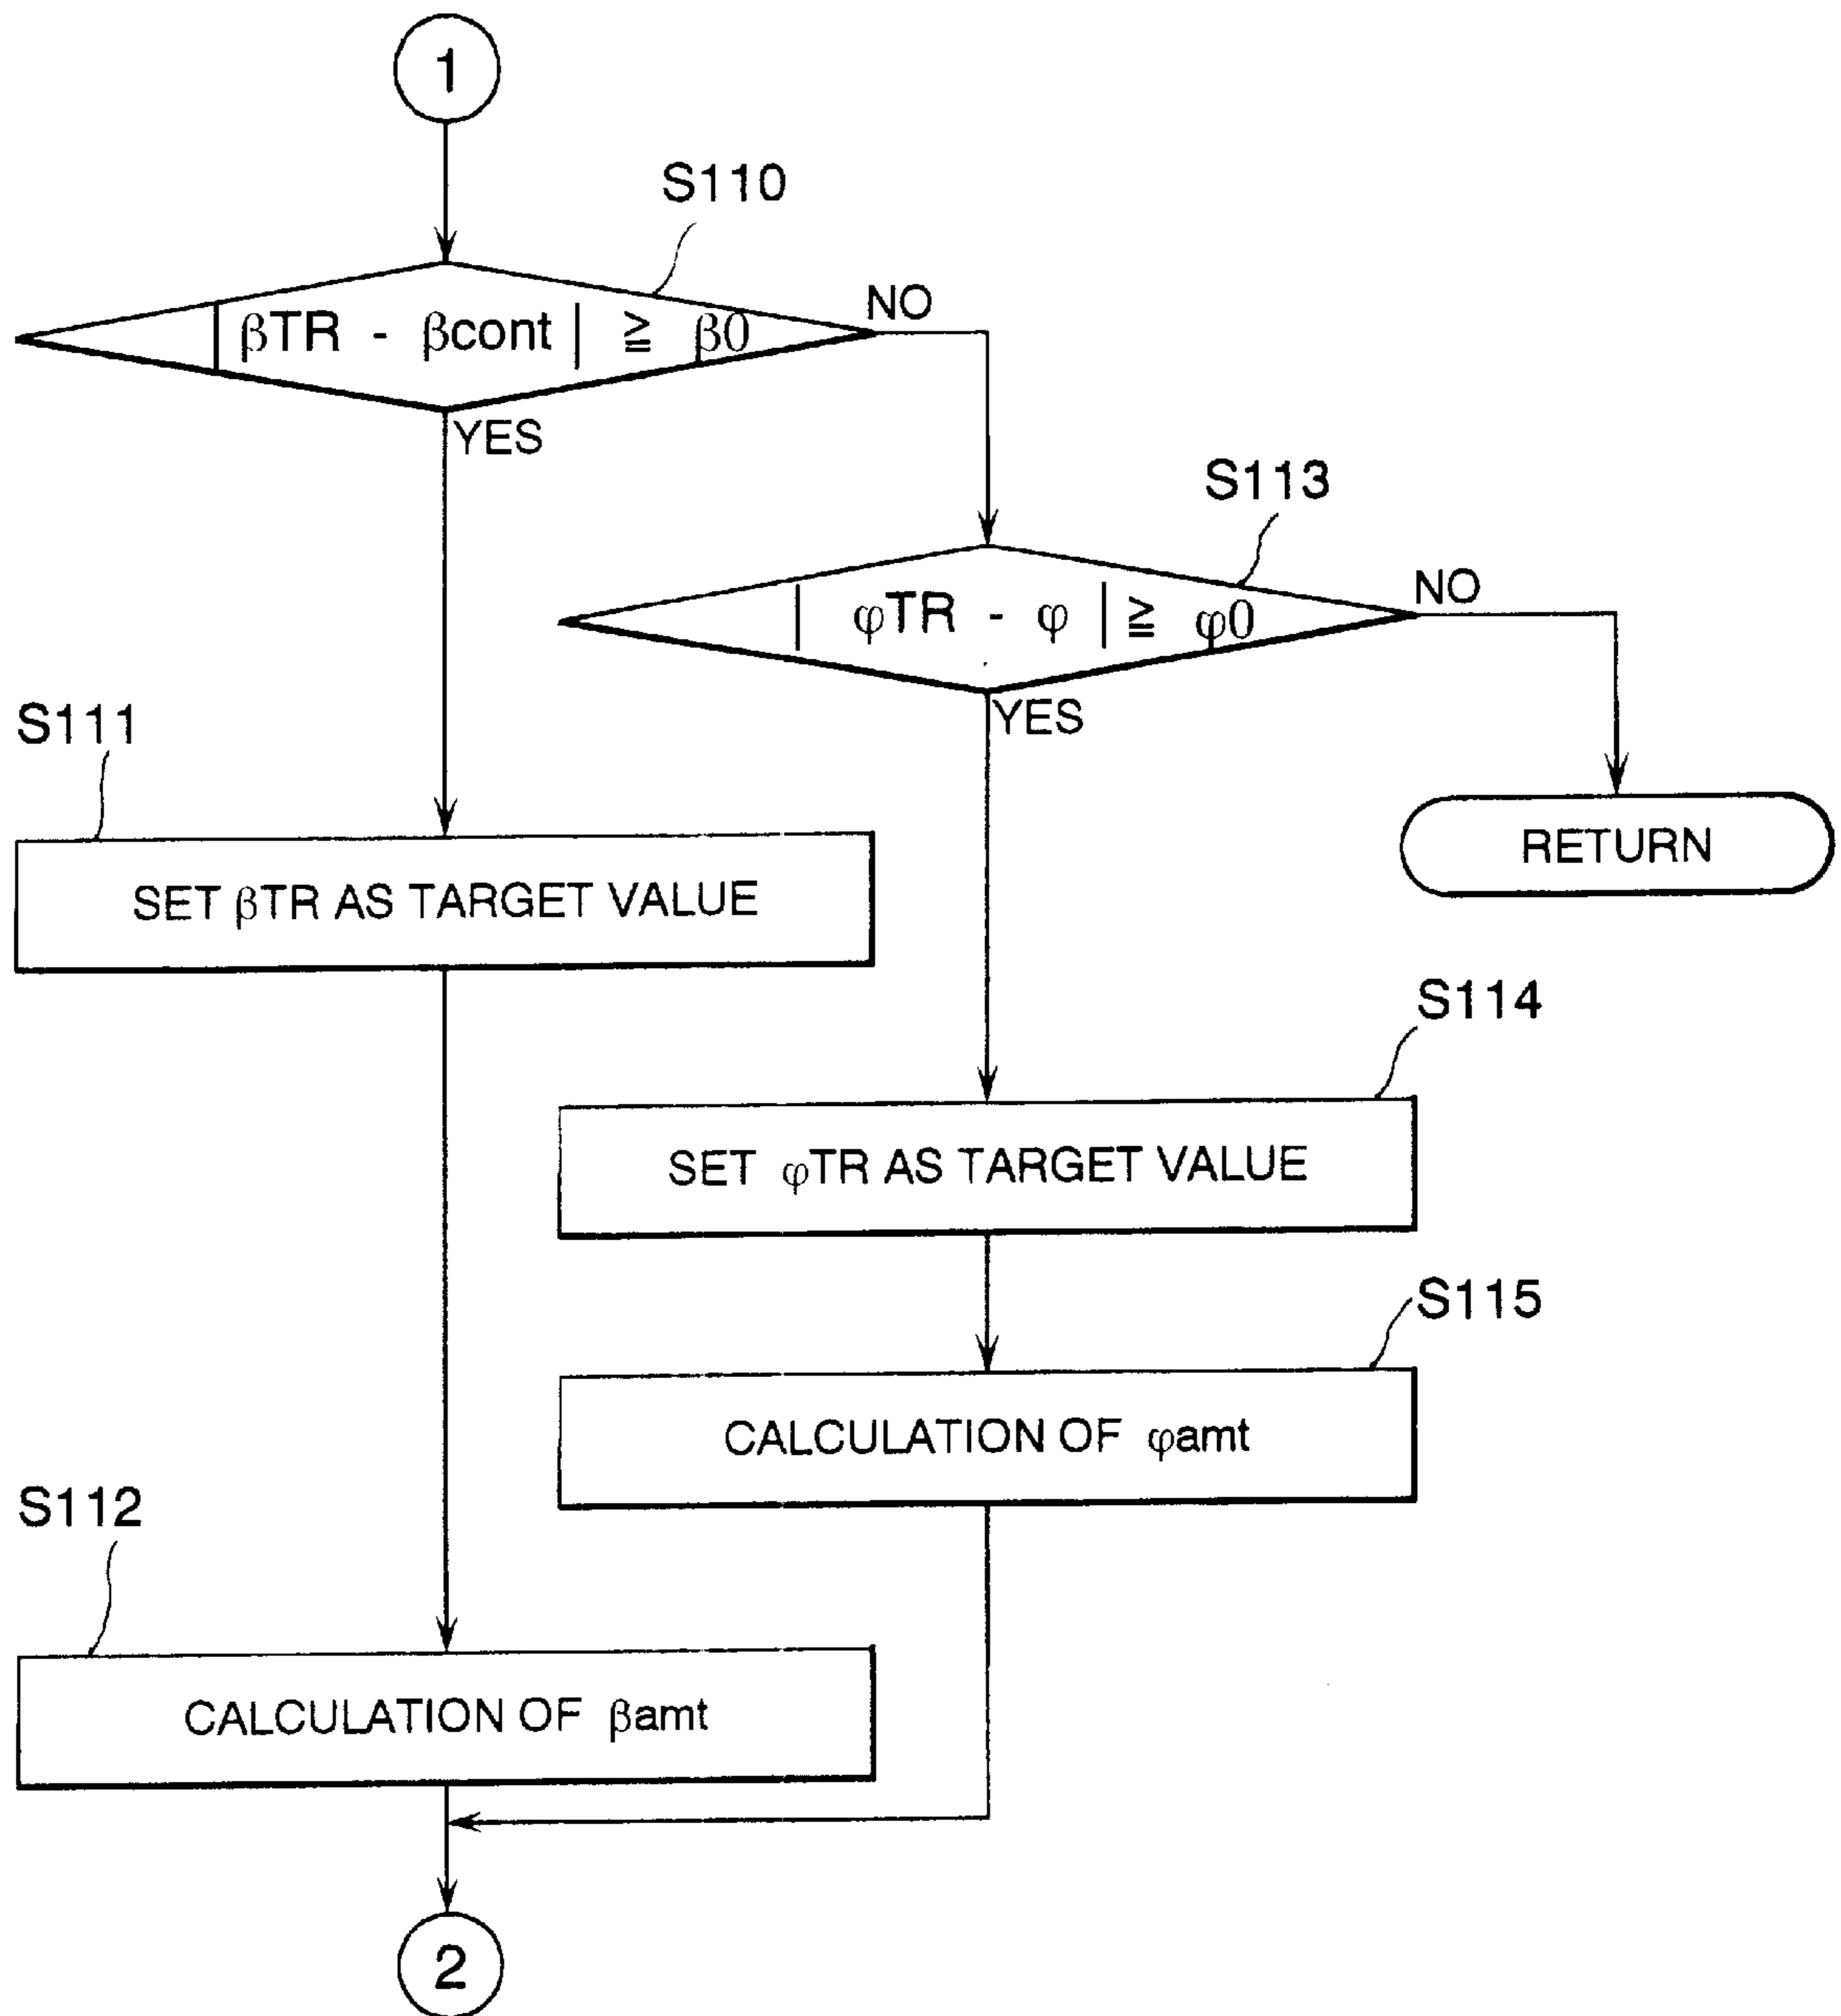 1
S110
| βTR - βcont | ≧ β0
NO
YES
S113
| φTR - φ | ≧ φ0
NO
YES
S111
SET βTR AS TARGET VALUE
RETURN
S114
SET φTR AS TARGET VALUE
S115
CALCULATION OF φamt
S112
CALCULATION OF βamt
2